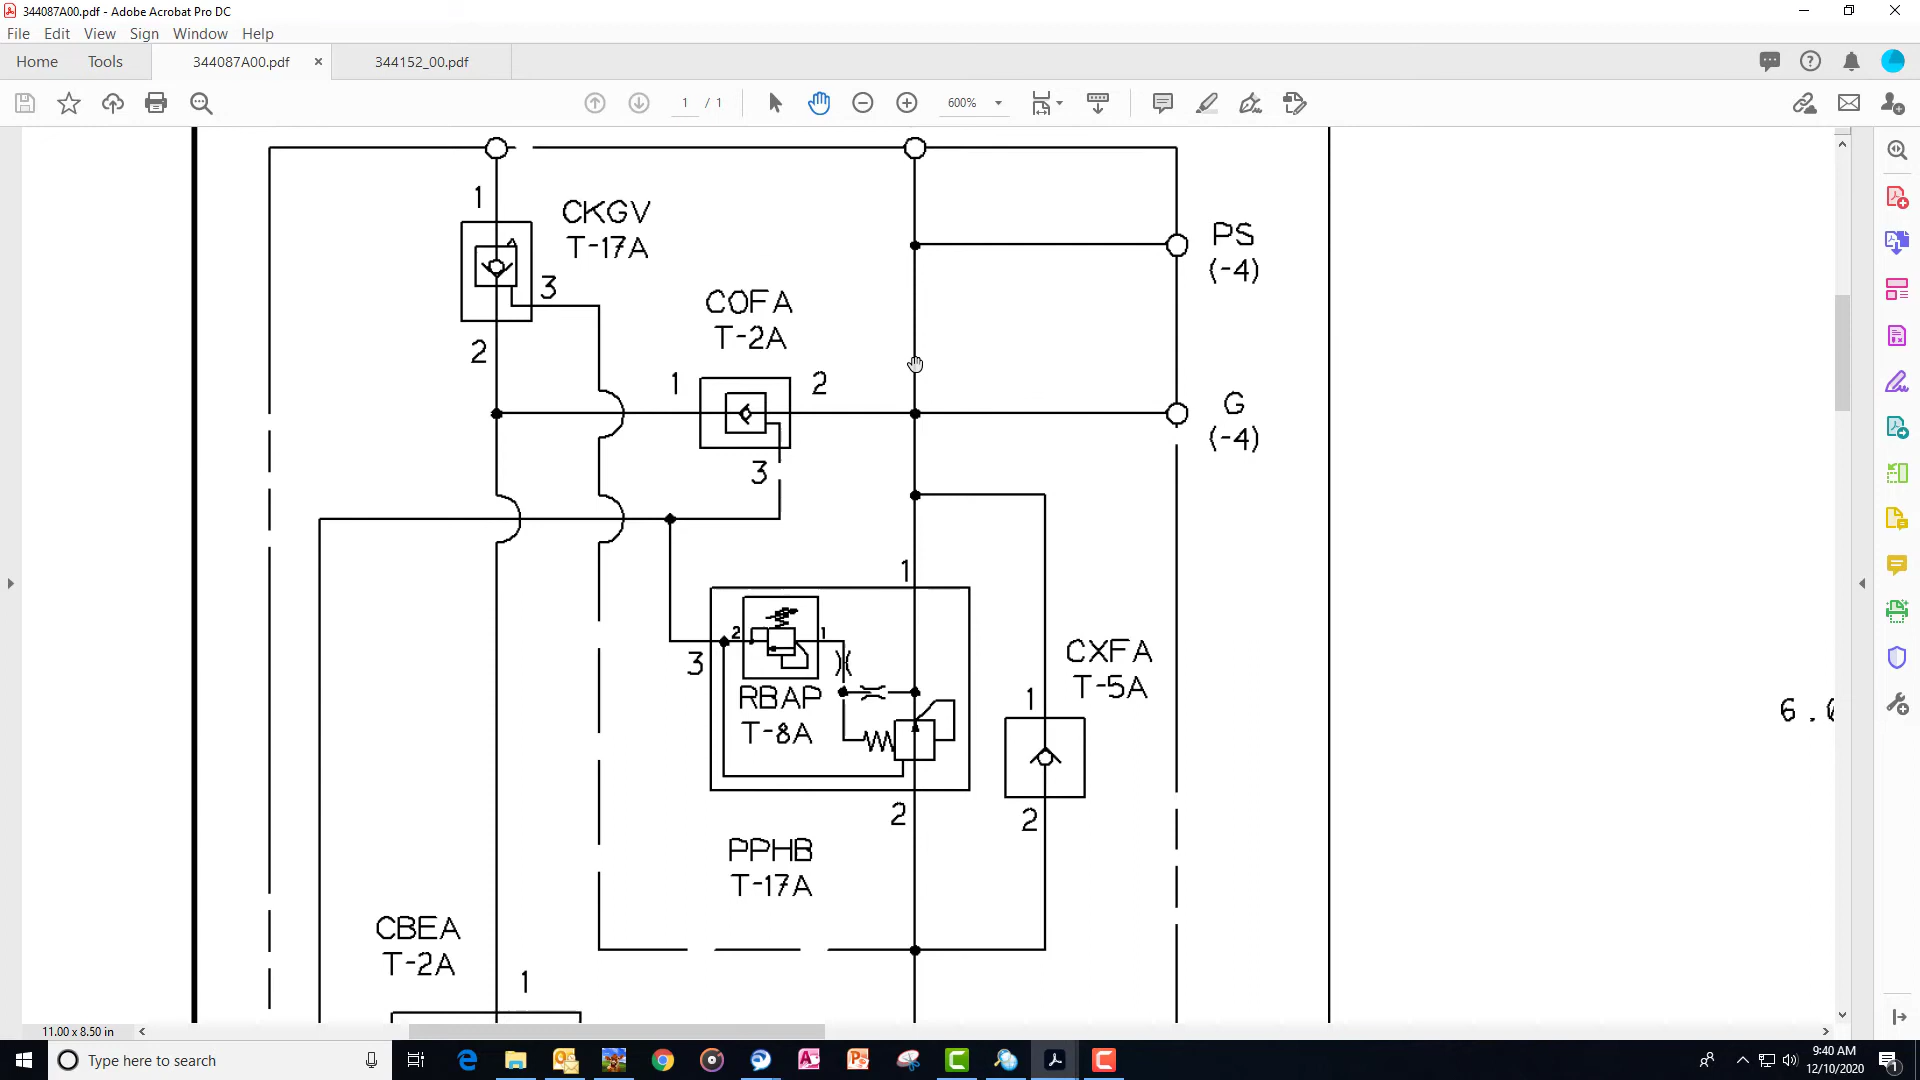 344087A00.pdf - Adobe Acrobat Pro DC
File Edit View Sign Window Help
Home Tools 344087A00.pdf × 344152_00.pdf
1 / 1 600%
1
CKGV
T-17A
3
2
COFA
T-2A
1 2
3
PS
(-4)
G
(-4)
1
2 1
3
RBAP
T-8A
2
PPHB
T-17A
CXFA
T-5A
1
2
CBEA
T-2A
1
11.00 x 8.50 in
Type here to search
9:40 AM
12/10/2020
1